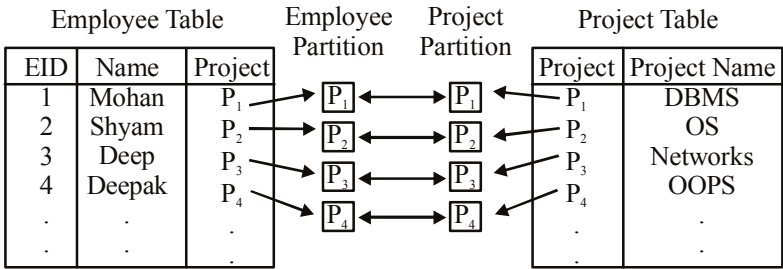 Employee Table Employee Partition Project Partition Project Table
EID Name Project Project Project Name
1 Mohan P1 P1 P1 P1 DBMS
2 Shyam P2 P2 P2 P2 OS
3 Deep P3 P3 P3 P3 Networks
4 Deepak P4 P4 P4 P4 OOPS
. . . . .
. . . . .